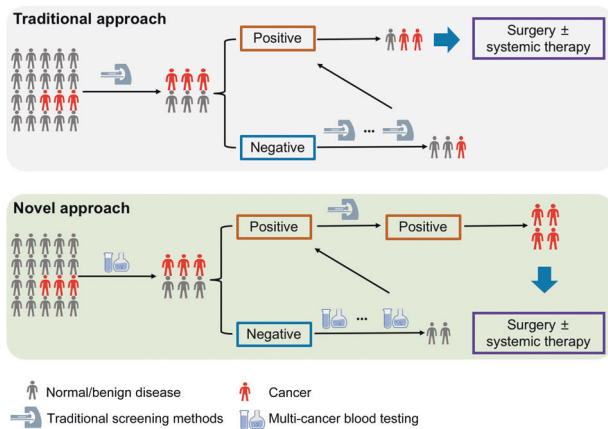 Traditional approach
Positive
Surgery ±
systemic therapy
...
Negative
Novel approach
Positive
Positive
...
Negative
Surgery ±
systemic therapy
Normal/benign disease
Cancer
Traditional screening methods
Multi-cancer blood testing